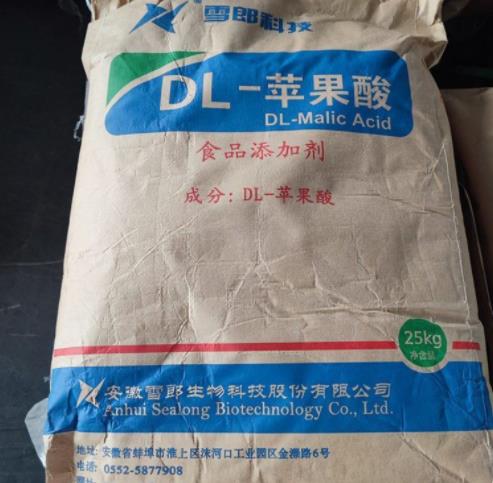 雪郎科技
DL-苹果酸
DL-Malic Acid
食品添加剂
成分: DL-苹果酸
25kg
净含量
安徽雪郎生物科技股份有限公司
Anhui Sealong Biotechnology Co., Ltd.
地址: 安徽省蚌埠市淮上区沫河口工业园区金漴路6号
电话: 0552-5877908